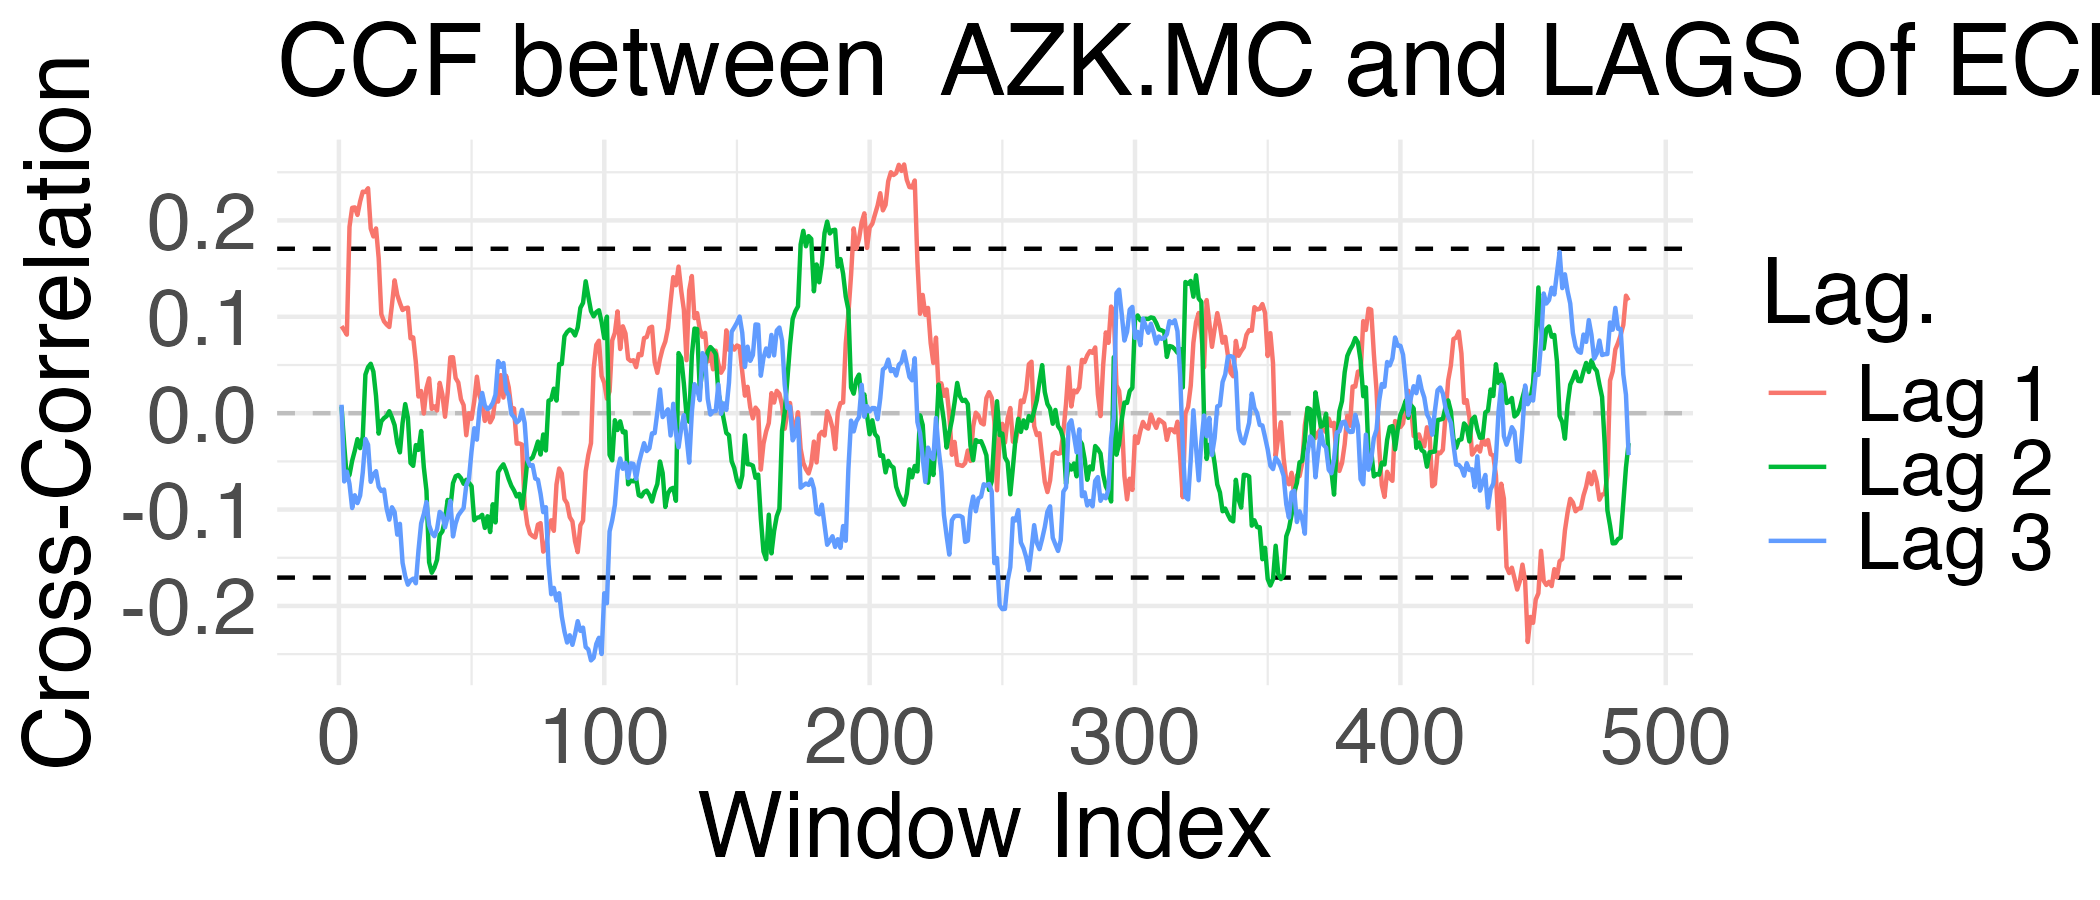 CCF between  AZK.MC and LAGS of
Cross-Correlation
0.2
0.1
0.0
-0.1
-0.2
0 100 200 300 400 500
Window Index
Lag.
Lag 1
Lag 2
Lag 3